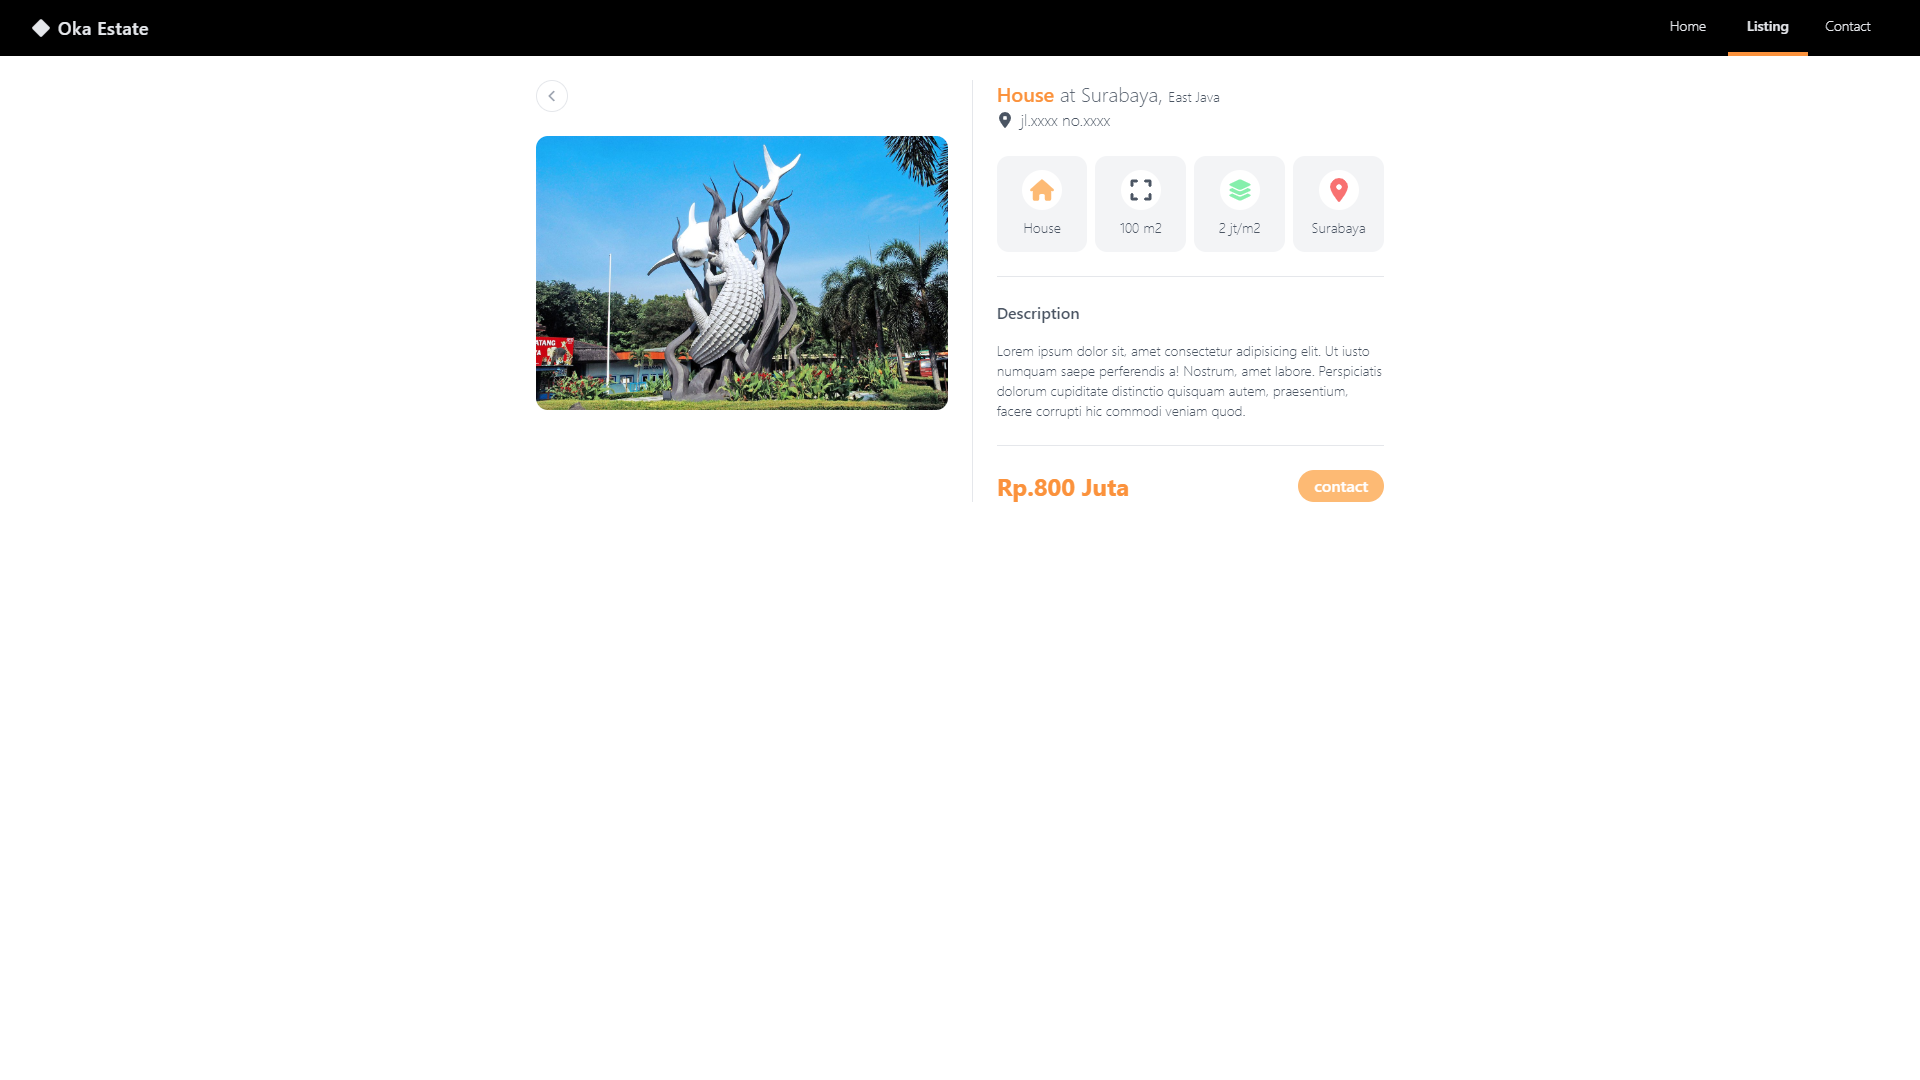 Oka Estate
Home
Listing
Contact
House at Surabaya, East Java
jl.xxxx no.xxxx
House
100 m2
2 jt/m2
Surabaya
Description
Lorem ipsum dolor sit, amet consectetur adipisicing elit. Ut iusto
numquam saepe perferendis a! Nostrum, amet labore. Perspiciatis
dolorum cupiditate distinctio quisquam autem, praesentium,
facere corrupti hic commodi veniam quod.
Rp.800 Juta
contact
ATANG